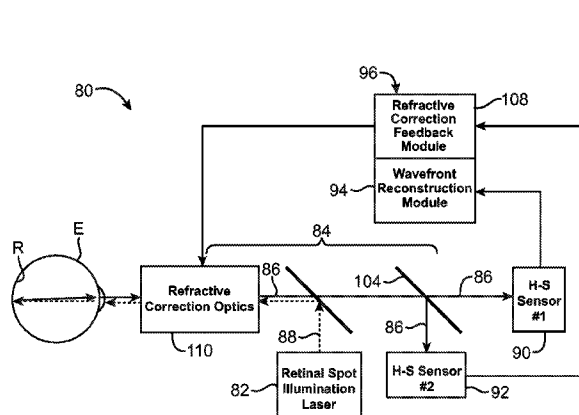 80
96
Refractive
Correction
Feedback
Module
108
Wavefront
Reconstruction
Module
94
R
E
84
86
104
86
Refractive
Correction Optics
H-S
Sensor
#1
110
88
86
90
82
Retinal Spot
Illumination
Laser
H-S Sensor
#2
92